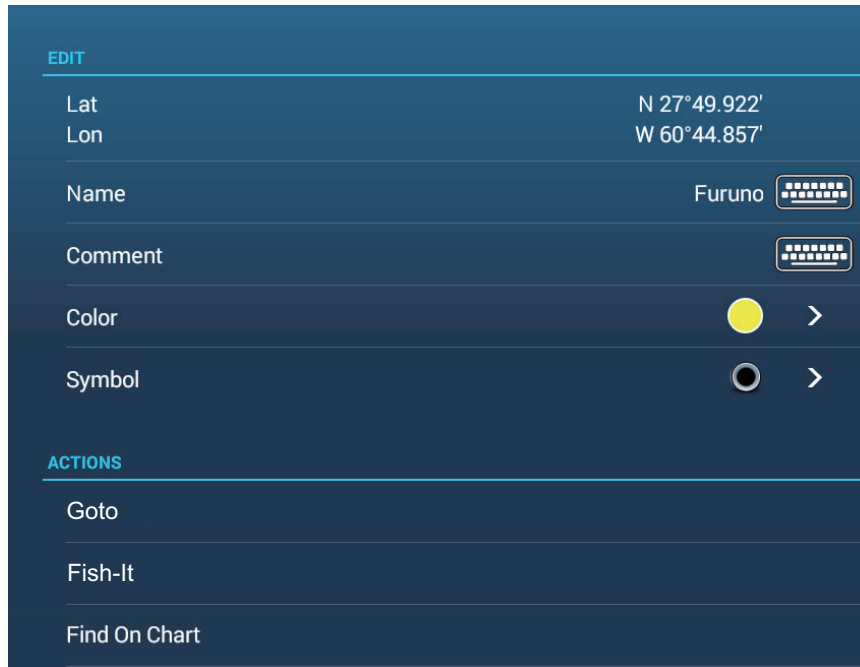 EDIT
Lat N 27°49.922'
Lon W 60°44.857'
Name Furuno
Comment
Color
Symbol
ACTIONS
Goto
Fish-It
Find On Chart